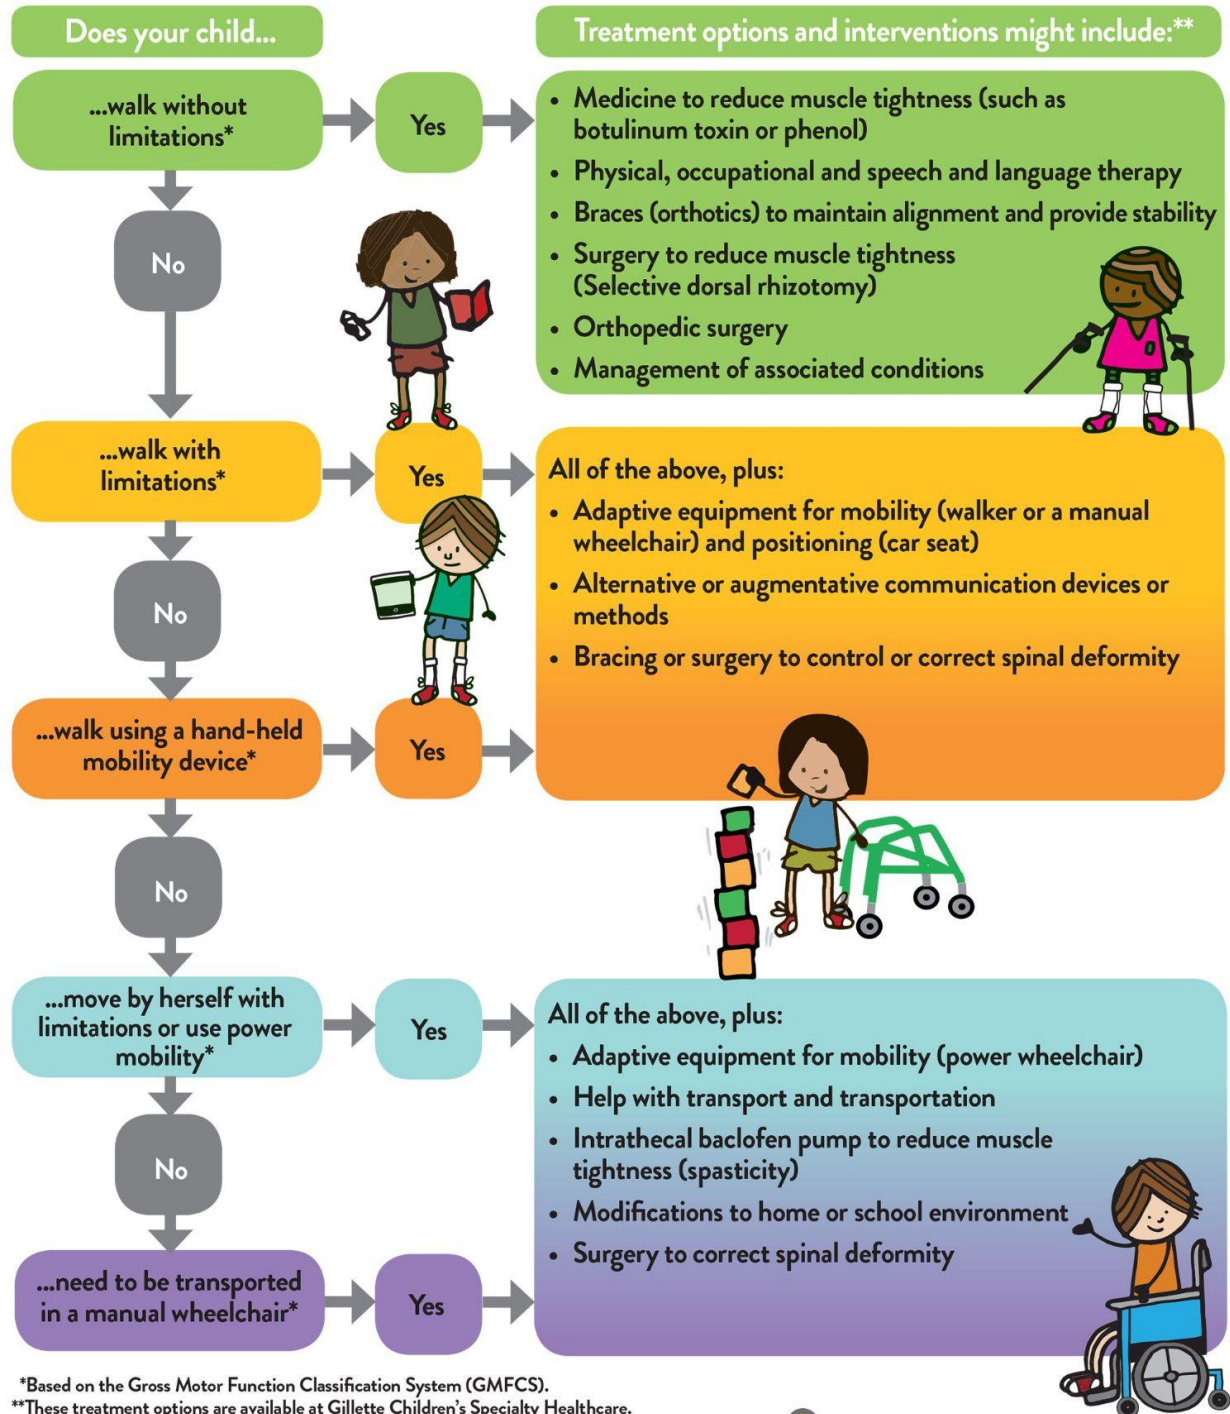 Does your child...
Treatment options and interventions might include:**
...walk without
limitations*
Yes
• Medicine to reduce muscle tightness (such as
botulinum toxin or phenol)
• Physical, occupational and speech and language therapy
• Braces (orthotics) to maintain alignment and provide stability
• Surgery to reduce muscle tightness
(Selective dorsal rhizotomy)
• Orthopedic surgery
• Management of associated conditions
No
...walk with
limitations*
Yes
All of the above, plus:
• Adaptive equipment for mobility (walker or a manual
wheelchair) and positioning (car seat)
• Alternative or augmentative communication devices or
methods
• Bracing or surgery to control or correct spinal deformity
No
...walk using a hand-held
mobility device*
Yes
No
...move by herself with
limitations or use power
mobility*
Yes
All of the above, plus:
• Adaptive equipment for mobility (power wheelchair)
• Help with transport and transportation
• Intrathecal baclofen pump to reduce muscle
tightness (spasticity)
• Modifications to home or school environment
• Surgery to correct spinal deformity
No
...need to be transported
in a manual wheelchair*
Yes
*Based on the Gross Motor Function Classification System (GMFCS).
**These treatment options are available at Gillette Children's Specialty Healthcare.